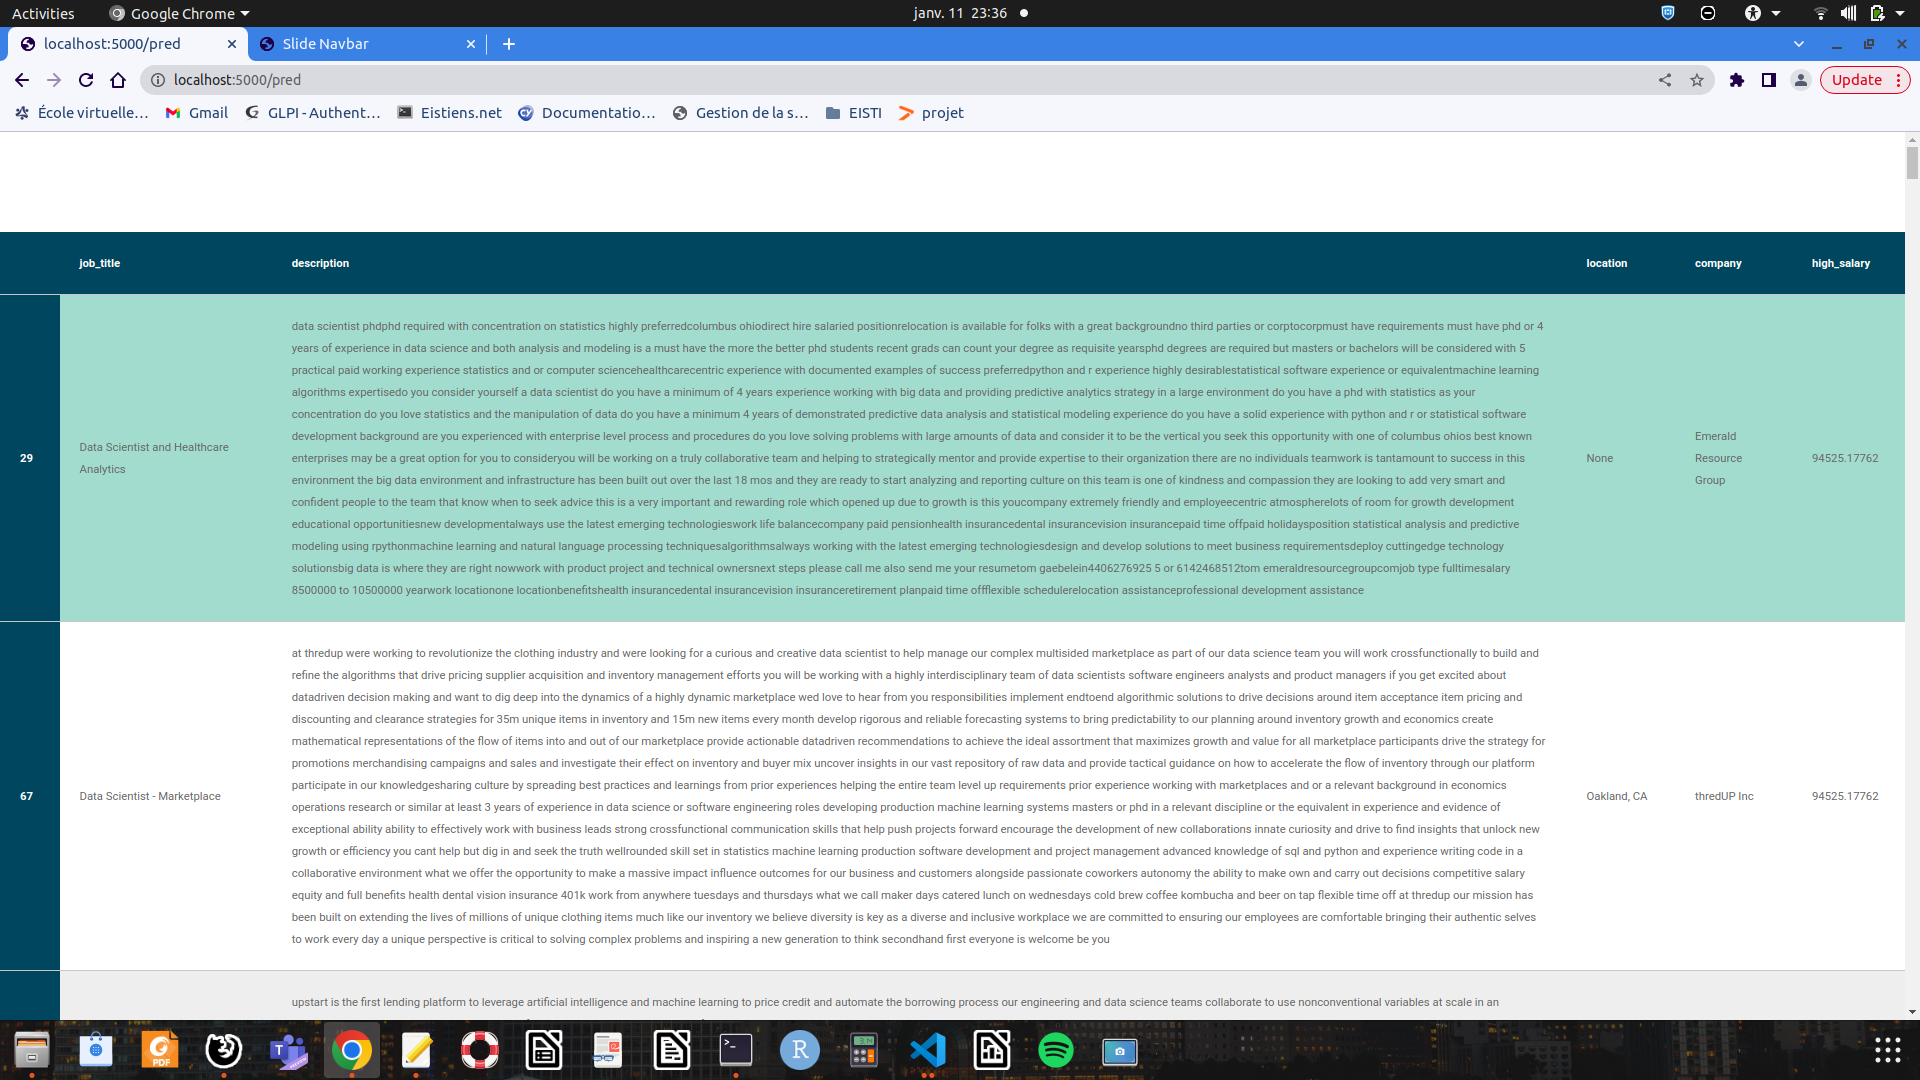 Activities
Google Chrome
janv. 11 23:36
localhost:5000/pred
Slide Navbar
localhost:5000/pred
Update
École virtuelle...
Gmail
GLPI - Authent...
Eistiens.net
Documentatio...
Gestion de la s...
EISTI
projet
job_title
description
location
company
high_salary
29
Data Scientist and Healthcare
Analytics
data scientist phdphd required with concentration on statistics highly preferredcolumbus ohiodirect hire salaried positionrelocation is available for folks with a great backgroundno third parties or corptocorpmust have requirements must have phd or 4
years of experience in data science and both analysis and modeling is a must have the more the better phd students recent grads can count your degree as requisite yearsphd degrees are required but masters or bachelors will be considered with 5
practical paid working experience statistics and or computer sciencehealthcarecentric experience with documented examples of success preferredpython and r experience highly desirablestatistical software experience or equivalentmachine learning
algorithms expertisedo you consider yourself a data scientist do you have a minimum of 4 years experience working with big data and providing predictive analytics strategy in a large environment do you have a phd with statistics as your
concentration do you love statistics and the manipulation of data do you have a minimum 4 years of demonstrated predictive data analysis and statistical modeling experience do you have a solid experience with python and r or statistical software
development background are you experienced with enterprise level process and procedures do you love solving problems with large amounts of data and consider it to be the vertical you seek this opportunity with one of columbus ohios best known
enterprises may be a great option for you to consideryou will be working on a truly collaborative team and helping to strategically mentor and provide expertise to their organization there are no individuals teamwork is tantamount to success in this
environment the big data environment and infrastructure has been built out over the last 18 mos and they are ready to start analyzing and reporting culture on this team is one of kindness and compassion they are looking to add very smart and
confident people to the team that know when to seek advice this is a very important and rewarding role which opened up due to growth is this youcompany extremely friendly and employeecentric atmospherelots of room for growth development
educational opportunitiesnew developmentalways use the latest emerging technologieswork life balancecompany paid pensionhealth insurancedental insurancevision insurancepaid time offpaid holidaysposition statistical analysis and predictive
modeling using rpythonmachine learning and natural language processing techniquesalgorithmsalways working with the latest emerging technologiesdesign and develop solutions to meet business requirementsdeploy cuttingedge technology
solutionsbig data is where they are right nowwork with product project and technical ownersnext steps please call me also send me your resumetom gaebelein4406276925 5 or 6142468512tom emeraldresourcegroupcomjob type fulltimesalary
8500000 to 10500000 yearwork locationone locationbenefitshealth insurancedental insurancevision insuranceretirement planpaid time offflexible schedulerelocation assistanceprofessional development assistance
None
Emerald
Resource
Group
94525.17762
67
Data Scientist - Marketplace
at thredup were working to revolutionize the clothing industry and were looking for a curious and creative data scientist to help manage our complex multisided marketplace as part of our data science team you will work crossfunctionally to build and
refine the algorithms that drive pricing supplier acquisition and inventory management efforts you will be working with a highly interdisciplinary team of data scientists software engineers analysts and product managers if you get excited about
datadriven decision making and want to dig deep into the dynamics of a highly dynamic marketplace wed love to hear from you responsibilities implement endtoend algorithmic solutions to drive decisions around item acceptance item pricing and
discounting and clearance strategies for 35m unique items in inventory and 15m new items every month develop rigorous and reliable forecasting systems to bring predictability to our planning around inventory growth and economics create
mathematical representations of the flow of items into and out of our marketplace provide actionable datadriven recommendations to achieve the ideal assortment that maximizes growth and value for all marketplace participants drive the strategy for
promotions merchandising campaigns and sales and investigate their effect on inventory and buyer mix uncover insights in our vast repository of raw data and provide tactical guidance on how to accelerate the flow of inventory through our platform
participate in our knowledgesharing culture by spreading best practices and learnings from prior experiences helping the entire team level up requirements prior experience working with marketplaces and or a relevant background in economics
operations research or similar at least 3 years of experience in data science or software engineering roles developing production machine learning systems masters or phd in a relevant discipline or the equivalent in experience and evidence of
exceptional ability ability to effectively work with business leads strong crossfunctional communication skills that help push projects forward encourage the development of new collaborations innate curiosity and drive to find insights that unlock new
growth or efficiency you cant help but dig in and seek the truth wellrounded skill set in statistics machine learning production software development and project management advanced knowledge of sql and python and experience writing code in a
collaborative environment what we offer the opportunity to make a massive impact influence outcomes for our business and customers alongside passionate coworkers autonomy the ability to make own and carry out decisions competitive salary
equity and full benefits health dental vision insurance 401k work from anywhere tuesdays and thursdays what we call maker days catered lunch on wednesdays cold brew coffee kombucha and beer on tap flexible time off at thredup our mission has
been built on extending the lives of millions of unique clothing items much like our inventory we believe diversity is key as a diverse and inclusive workplace we are committed to ensuring our employees are comfortable bringing their authentic selves
to work every day a unique perspective is critical to solving complex problems and inspiring a new generation to think secondhand first everyone is welcome be you
Oakland, CA
thredUP Inc
94525.17762
upstart is the first lending platform to leverage artificial intelligence and machine learning to price credit and automate the borrowing process our engineering and data science teams collaborate to use nonconventional variables at scale in an